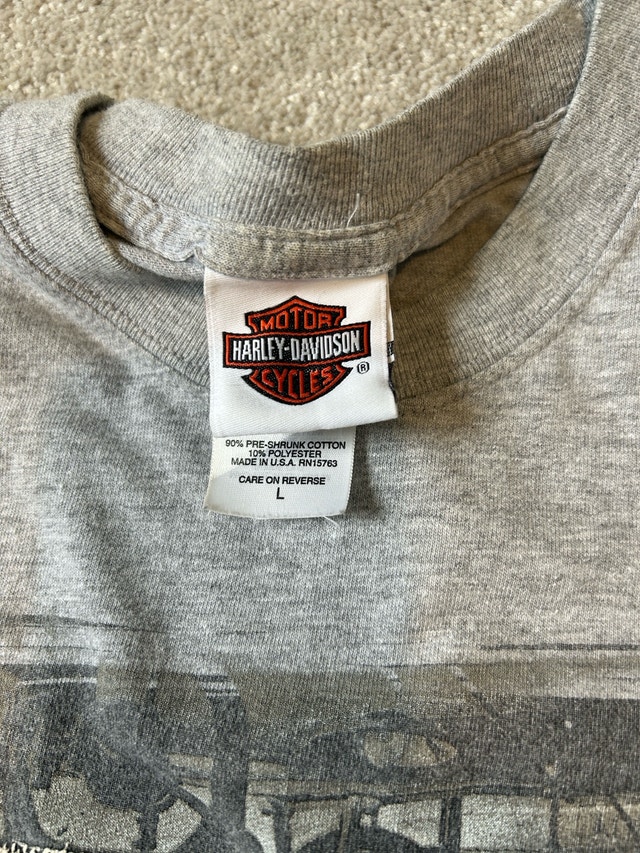 MOTOR
HARLEY-DAVIDSON
CYCLES
®
90% PRE-SHRUNK COTTON
10% POLYESTER
MADE IN U.S.A. RN15763
CARE ON REVERSE
L